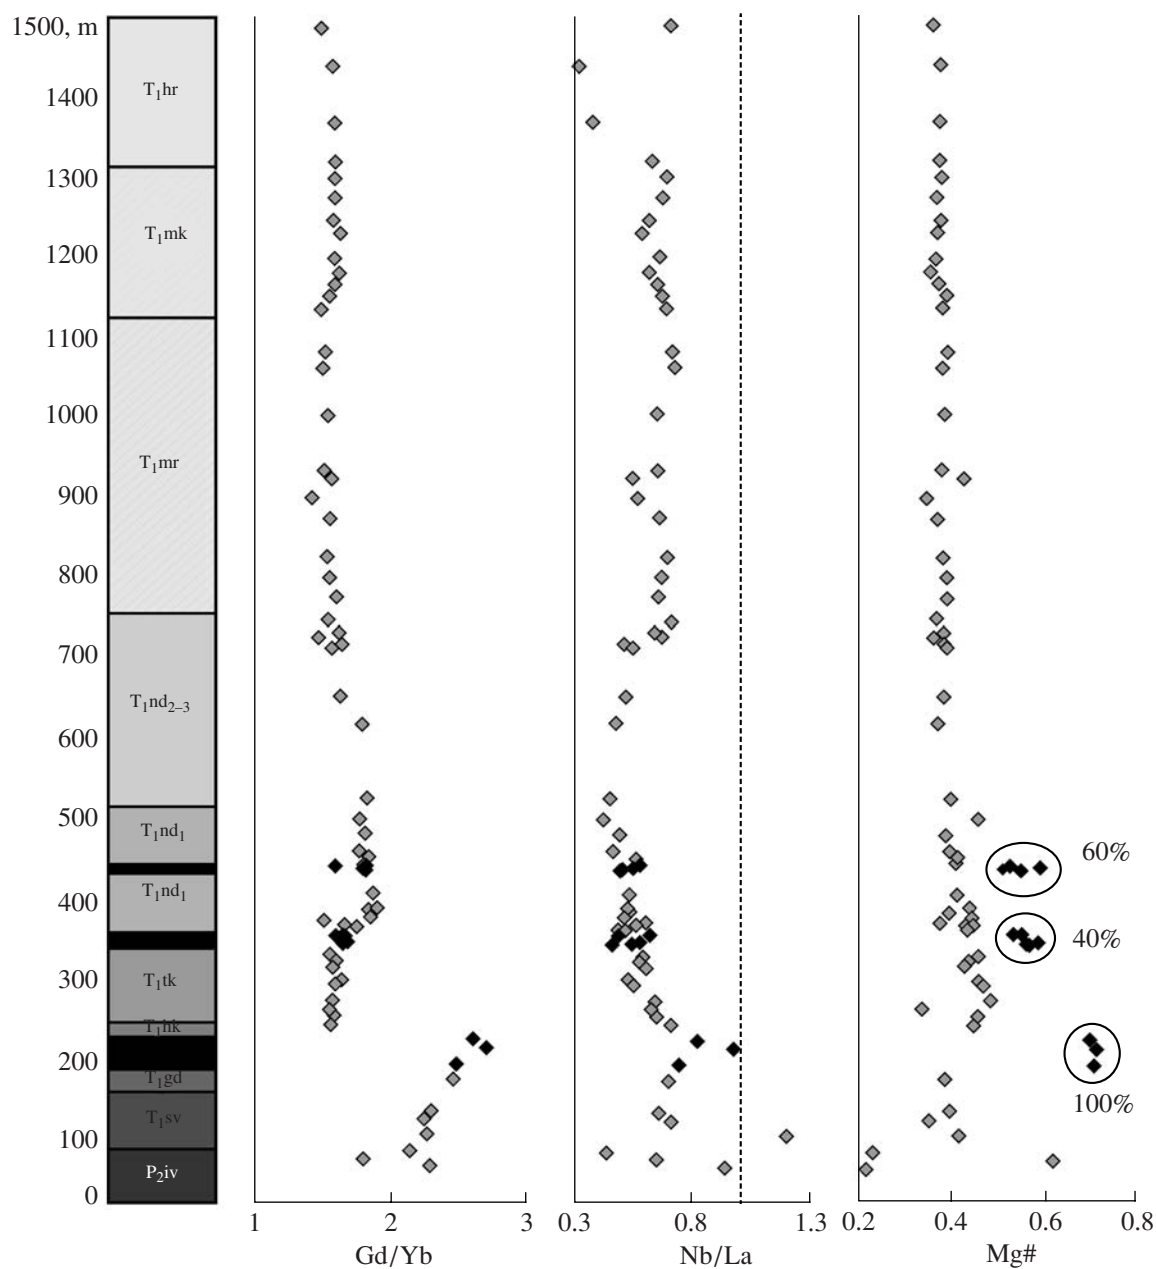 1500, m
1400
1300
1200
1100
1000
900
800
700
600
500
400
300
200
100
0
T₁hr
T₁mk
T₁mr
T₁nd₂₋₃
T₁nd₁
T₁nd₁
T₁tk
T₁hk
T₁gd
T₁sv
P₂iv
60%
40%
100%
1 2 3
Gd/Yb
0.3 0.8 1.3
Nb/La
0.2 0.4 0.6 0.8
Mg#